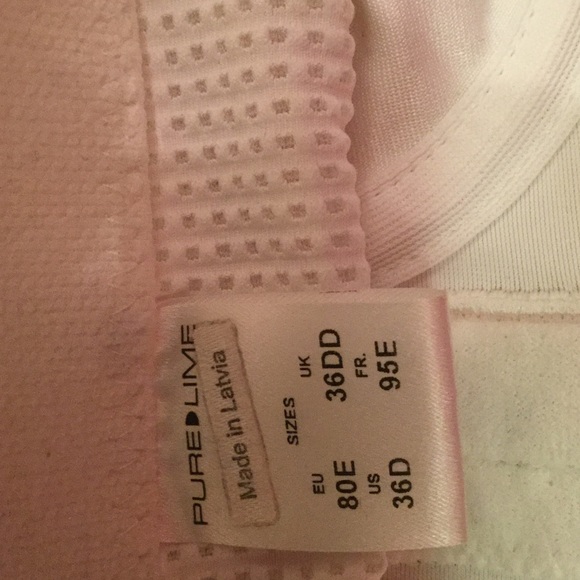 PURE LIME
Made in Latvia
SIZES
EU UK
80E 36DD
US FR.
36D 95E